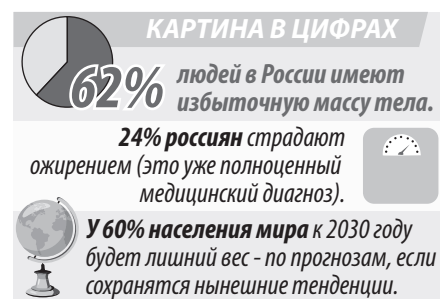 КАРТИНА В ЦИФРАХ
62% людей в России имеют
избыточную массу тела.
24% россиян страдают
ожирением (это уже полноценный
медицинский диагноз).
У 60% населения мира к 2030 году
будет лишний вес - по прогнозам, если
сохранятся нынешние тенденции.